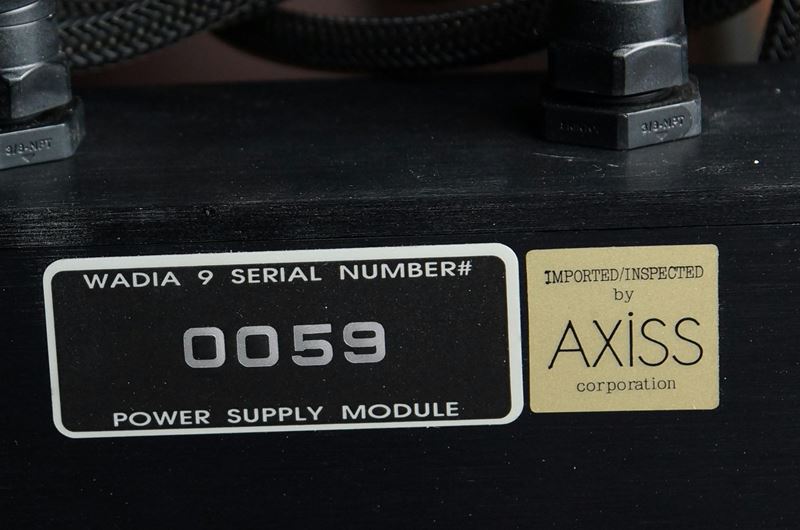 3/8-NPT
3/8-NPT
WADIA 9 SERIAL NUMBER#
0059
POWER SUPPLY MODULE
IMPORTED/INSPECTED
by
AXiSS
corporation